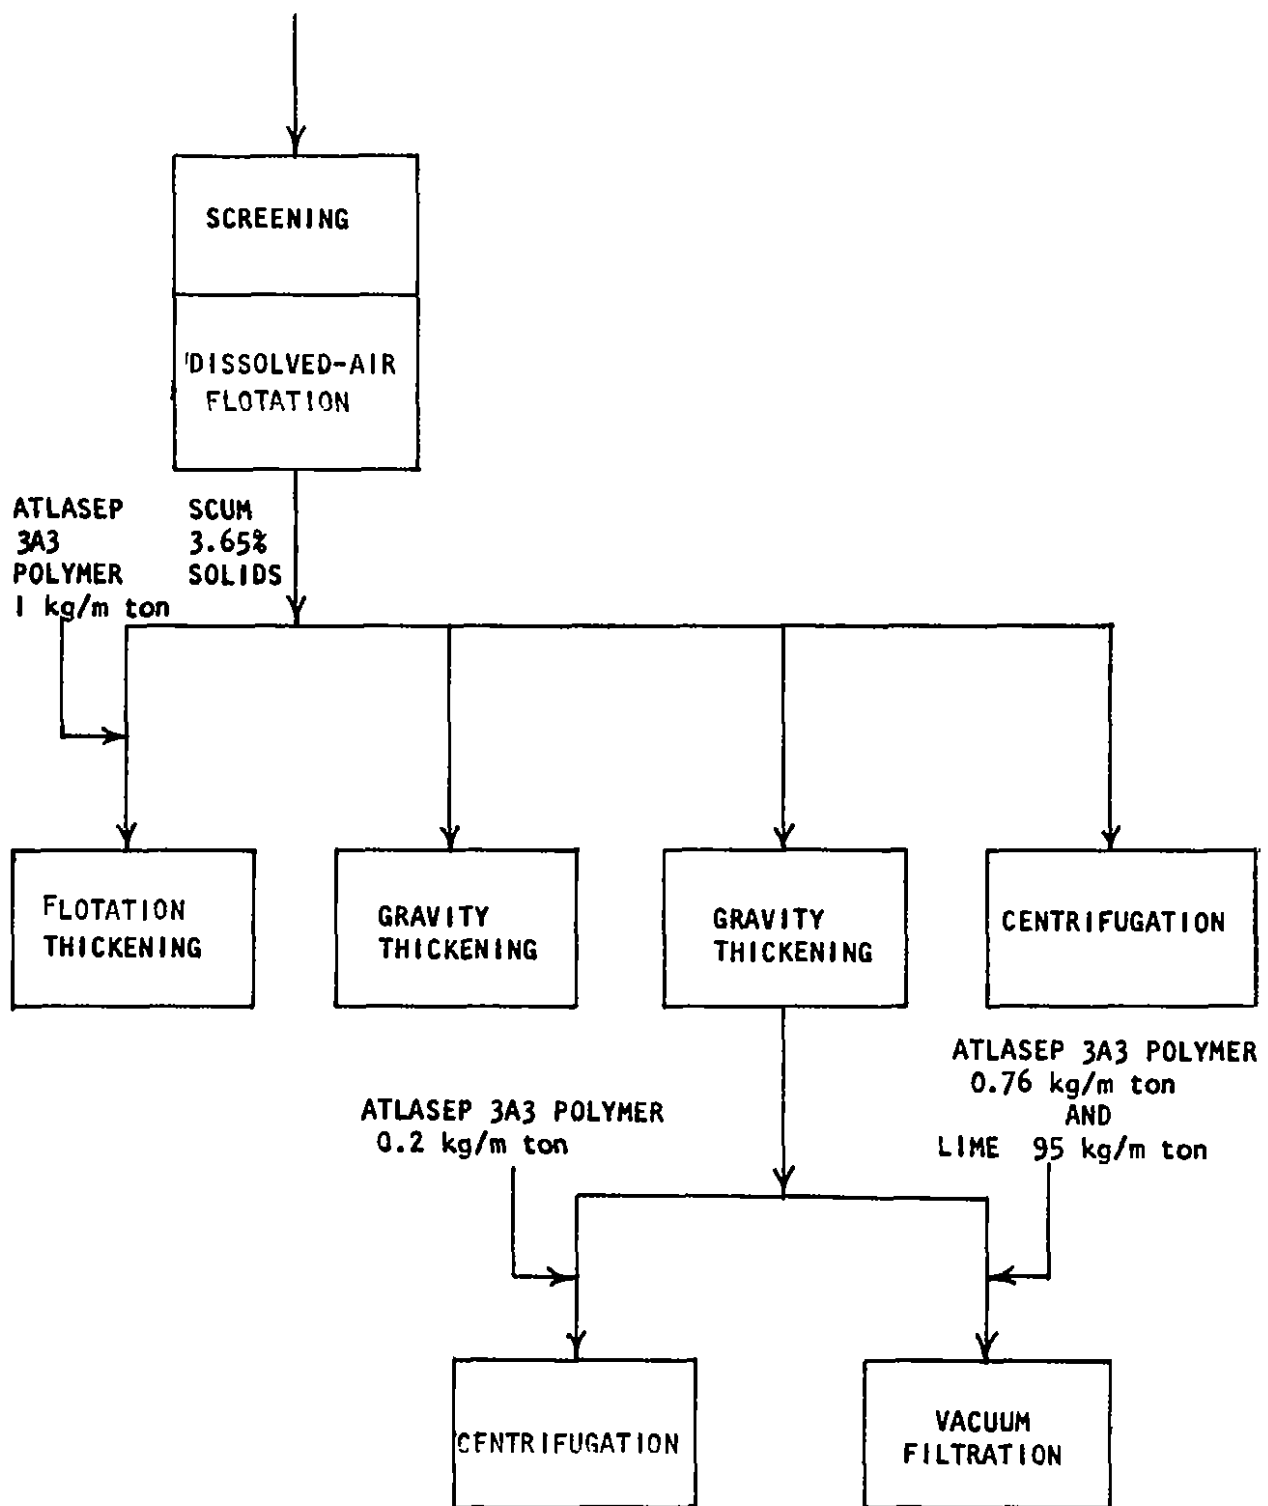 SCREENING
DISSOLVED-AIR
FLOTATION
ATLASEP
3A3
POLYMER
1 kg/m ton
SCUM
3.65%
SOLIDS
FLOTATION
THICKENING
GRAVITY
THICKENING
GRAVITY
THICKENING
CENTRIFUGATION
ATLASEP 3A3 POLYMER
0.2 kg/m ton
ATLASEP 3A3 POLYMER
0.76 kg/m ton
AND
LIME 95 kg/m ton
CENTRIFUGATION
VACUUM
FILTRATION